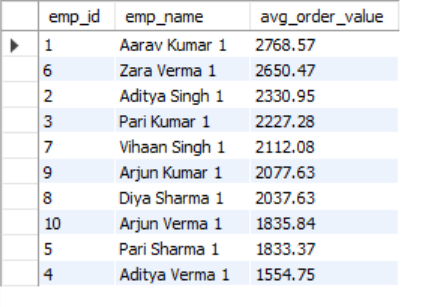 emp_id emp_name avg_order_value
1 Aarav Kumar 1 2768.57
6 Zara Verma 1 2650.47
2 Aditya Singh 1 2330.95
3 Pari Kumar 1 2227.28
7 Vihaan Singh 1 2112.08
9 Arjun Kumar 1 2077.63
8 Diya Sharma 1 2037.63
10 Arjun Verma 1 1835.84
5 Pari Sharma 1 1833.37
4 Aditya Verma 1 1554.75